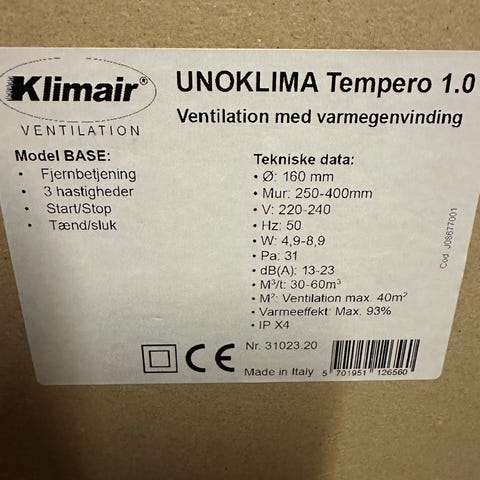 Klimair®
VENTILATION
UNOKLIMA Tempero 1.0
Ventilation med varmegenvinding
Model BASE:
• Fjernbetjening
• 3 hastigheder
• Start/Stop
• Tænd/sluk
Tekniske data:
• Ø: 160 mm
• Mur: 250-400mm
• V: 220-240
• Hz: 50
• W: 4,9-8,9
• Pa: 31
• dB(A): 13-23
• M³/t: 30-60m³
• M²: Ventilation max. 40m²
• Varmeeffekt: Max. 93%
• IP X4
Cod. J08677001
CE
Nr. 31023.20
Made in Italy
5 701951 126560